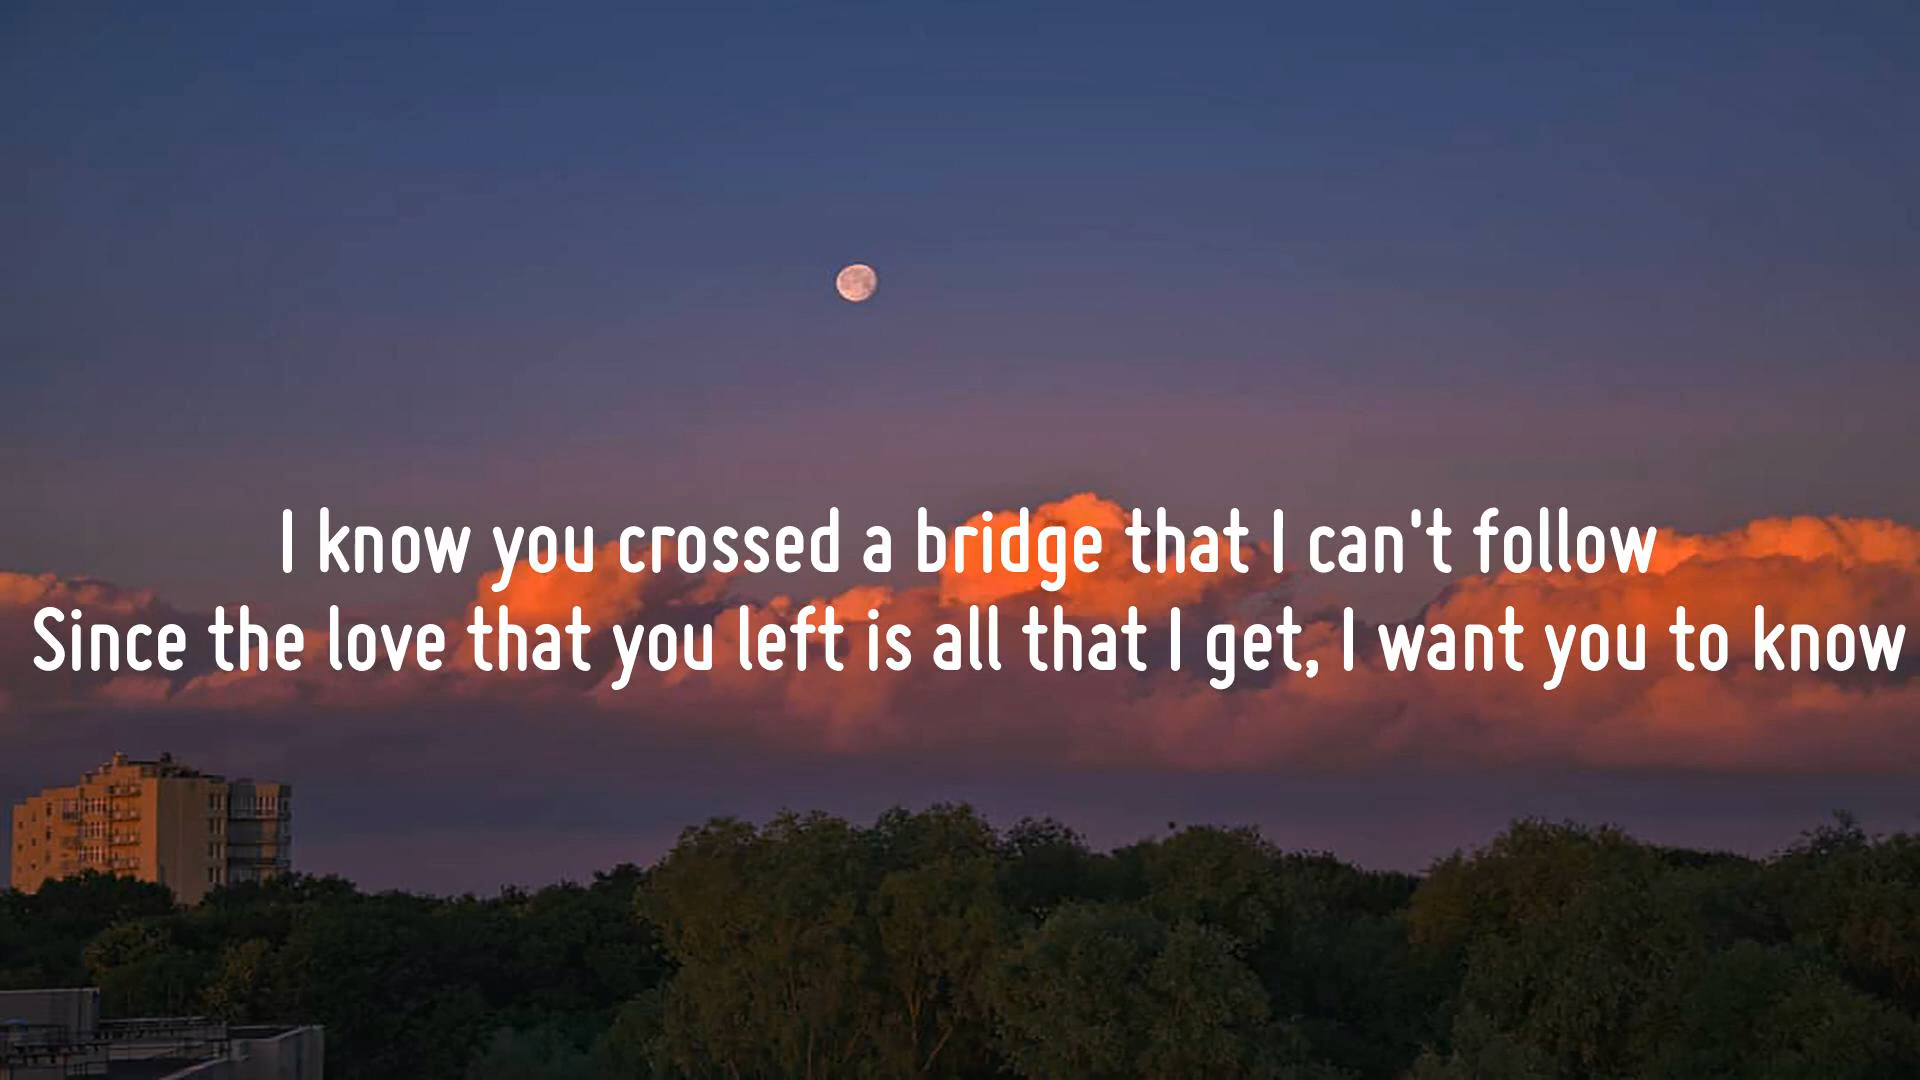 I know you crossed a bridge that I can't follow
Since the love that you left is all that I get, I want you to know